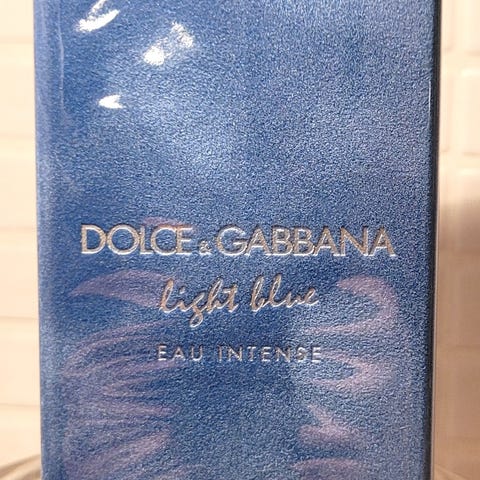 DOLCE & GABBANA
light blue
EAU INTENSE